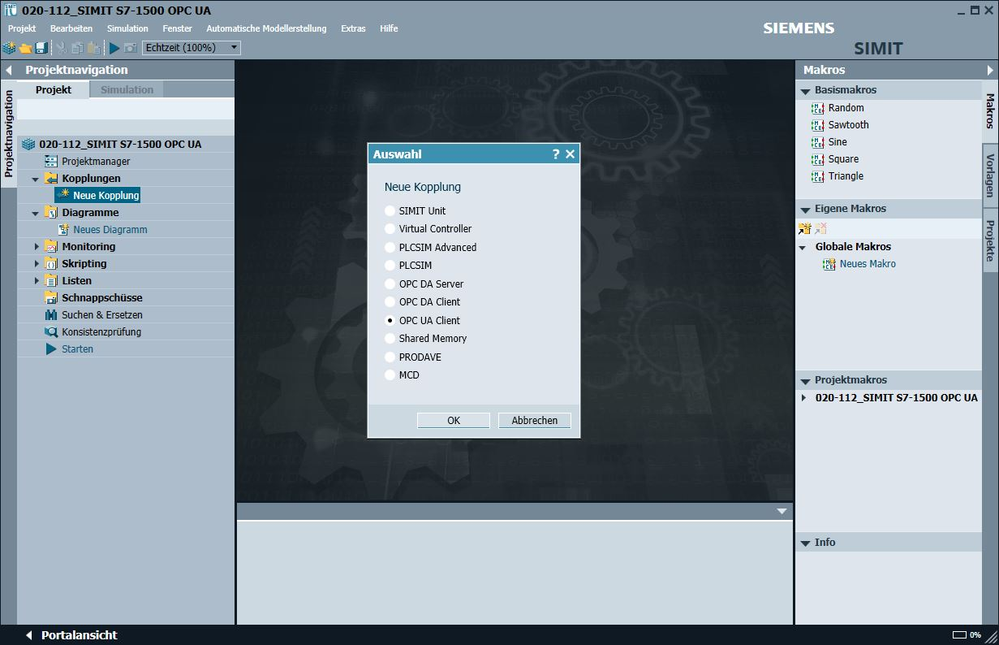 020-112_SIMIT S7-1500 OPC UA
Projekt Bearbeiten Simulation Fenster Automatische Modellerstellung Extras Hilfe
SIEMENS
SIMIT
Echtzeit (100%)
Projektnavigation
Projekt Simulation
Projektnavigation
020-112_SIMIT S7-1500 OPC UA
Projektmanager
Kopplungen
Neue Kopplung
Diagramme
Neues Diagramm
Monitoring
Skripting
Listen
Schnappschüsse
Suchen & Ersetzen
Konsistenzprüfung
Starten
Auswahl ?
Neue Kopplung
SIMIT Unit
Virtual Controller
PLCSIM Advanced
PLCSIM
OPC DA Server
OPC DA Client
OPC UA Client
Shared Memory
PRODAVE
MCD
OK Abbrechen
Makros
Basismakros
Random
Sawtooth
Sine
Square
Triangle
Eigene Makros
Globale Makros
Neues Makro
Projektmakros
020-112_SIMIT S7-1500 OPC UA
Info
Makros
Vorlagen
Projekte
Portalansicht
0%